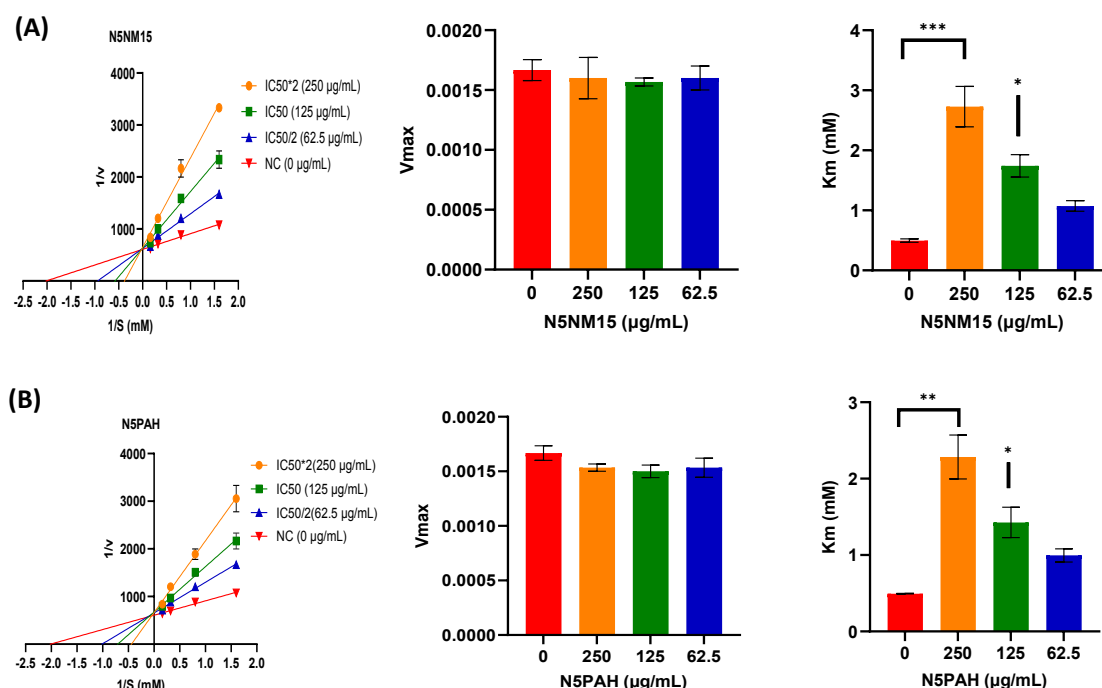 (A)
N5NM15
4000
3000
2000
1000
1/v
-2.5 -2.0 -1.5 -1.0 -0.5 0.0 0.5 1.0 1.5 2.0
1/S (mM)
IC50*2 (250 µg/mL)
IC50 (125 µg/mL)
IC50/2 (62.5 µg/mL)
NC (0 µg/mL)
0.0020
0.0015
0.0010
0.0005
0.0000
Vmax
0 250 125 62.5
N5NM15 (µg/mL)
4
3
2
1
0
Km (mM)
***
*
0 250 125 62.5
N5NM15 (µg/mL)
(B)
N5PAH
4000
3000
2000
1000
1/v
-2.5 -2.0 -1.5 -1.0 -0.5 0.0 0.5 1.0 1.5 2.0
1/S (mM)
IC50*2(250 µg/mL)
IC50 (125 µg/mL)
IC50/2(62.5 µg/mL)
NC (0 µg/mL)
0.0020
0.0015
0.0010
0.0005
0.0000
Vmax
0 250 125 62.5
N5PAH (µg/mL)
3
2
1
0
Km (mM)
**
*
0 250 125 62.5
N5PAH (µg/mL)